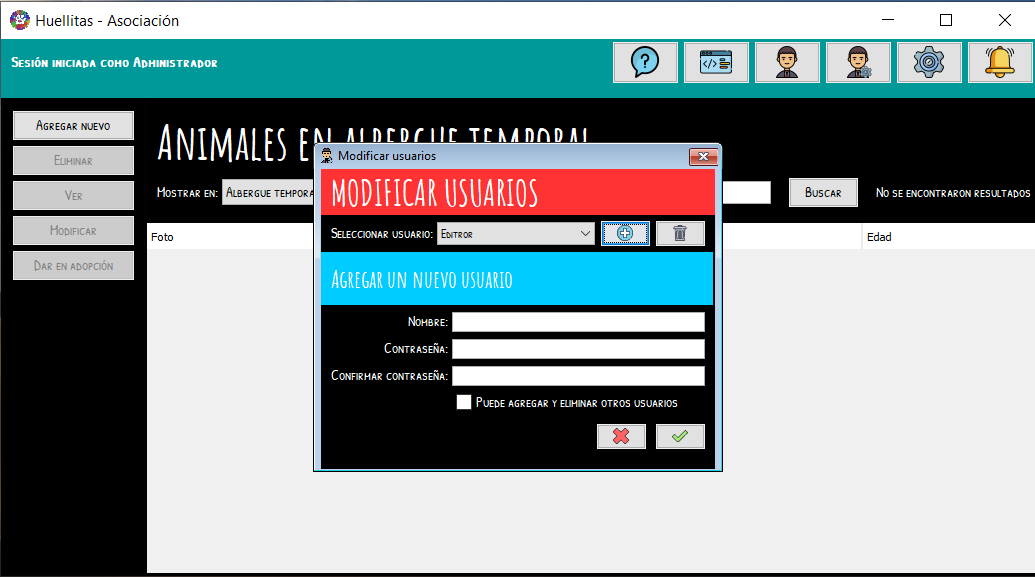 Huellitas - Asociación
Sesión iniciada como Administrador
Agregar nuevo
Eliminar
Ver
Modificar
Dar en adopción
Animales en albergue temporal
Mostrar en: Albergue tempora
Buscar
No se encontraron resultados
Foto
Edad
Modificar usuarios
MODIFICAR USUARIOS
Seleccionar usuario: Editror
Agregar un nuevo usuario
Nombre:
Contraseña:
Confirmar contraseña:
Puede agregar y eliminar otros usuarios